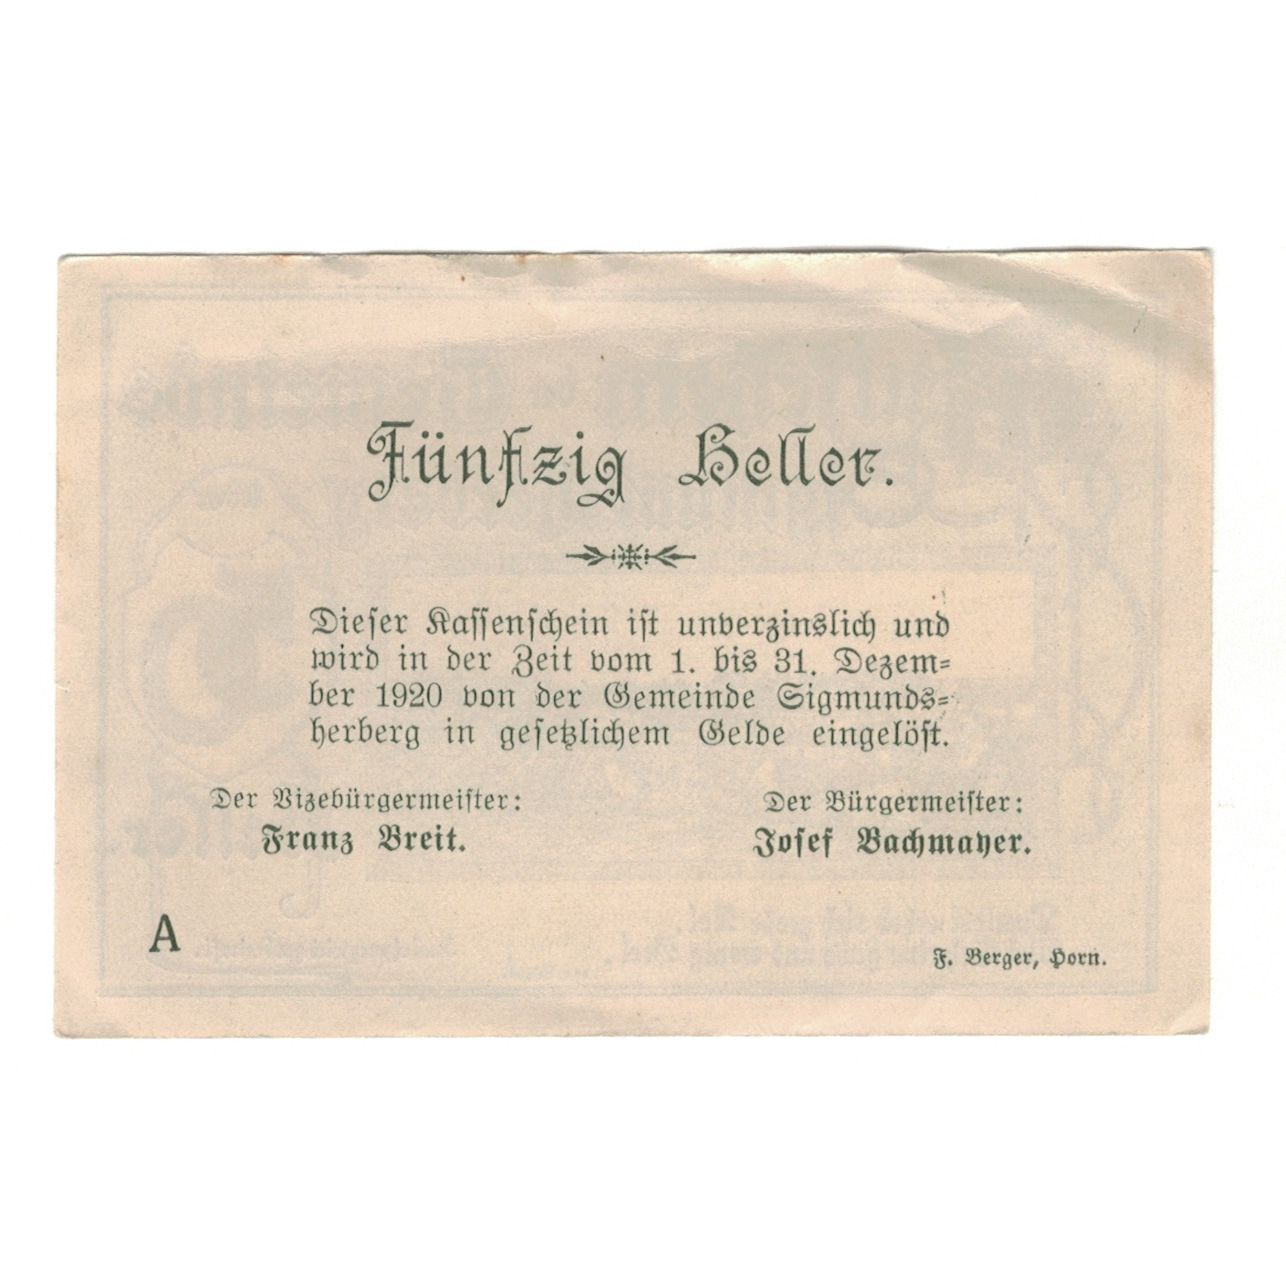 Fünfzig Heller.
Dieser Kassenschein ist unverzinslich und
wird in der Zeit vom 1. bis 31. Dezem-
ber 1920 von der Gemeinde Sigmunds-
herberg in gesetzlichem Gelde eingelöst.
Der Vizebürgermeister:
Franz Breit.
Der Bürgermeister:
Josef Bachmayer.
A
F. Berger, Horn.